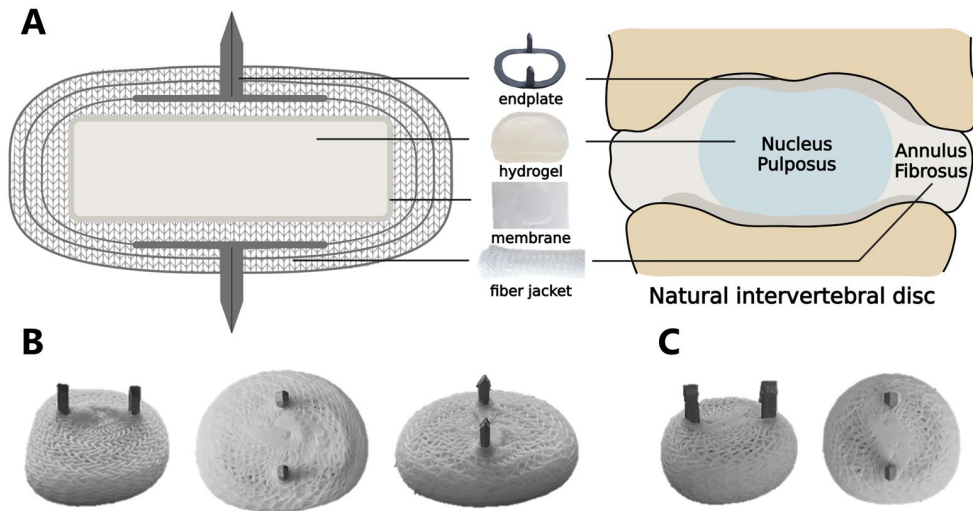 A
endplate
hydrogel
membrane
fiber jacket
Nucleus
Pulposus
Annulus
Fibrosus
Natural intervertebral disc
B
C